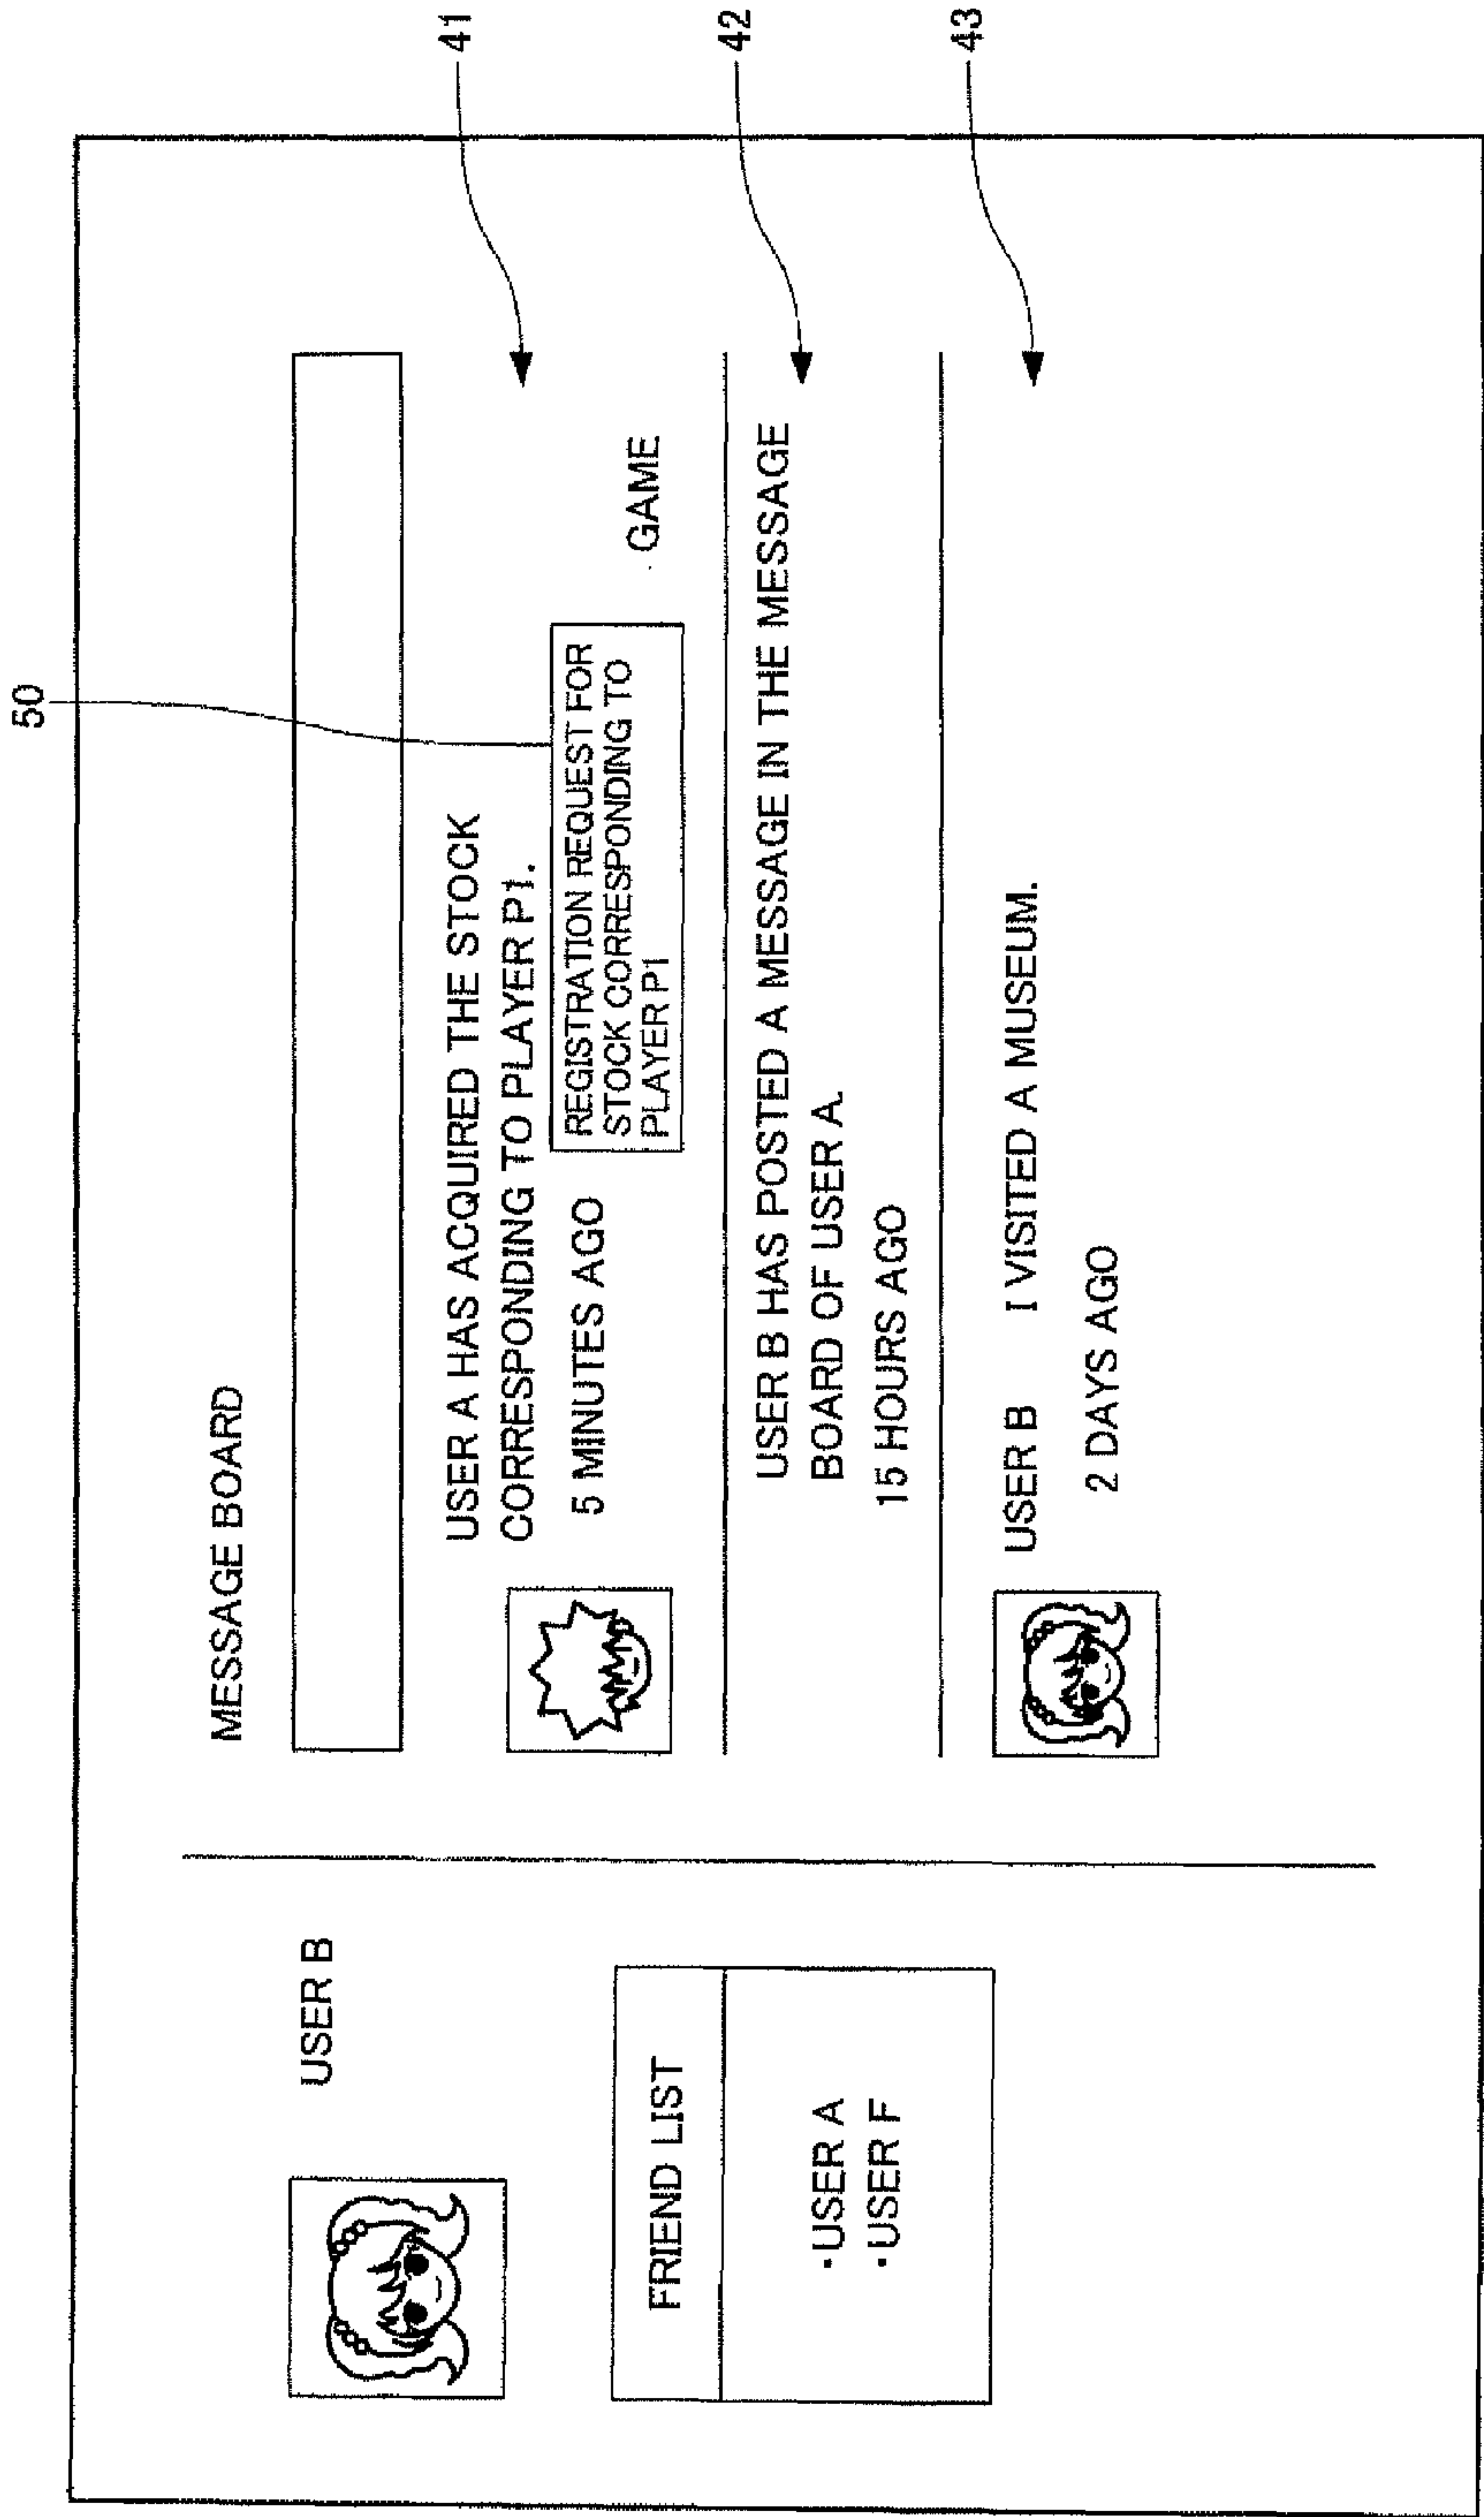 50
USER B
FRIEND LIST
·USER A
·USER F
MESSAGE BOARD
USER A HAS ACQUIRED THE STOCK
CORRESPONDING TO PLAYER P1.
5 MINUTES AGO
REGISTRATION REQUEST FOR
STOCK CORRESPONDING TO
PLAYER P1
GAME
41
USER B HAS POSTED A MESSAGE IN THE MESSAGE
BOARD OF USER A.
15 HOURS AGO
42
USER B I VISITED A MUSEUM.
2 DAYS AGO
43